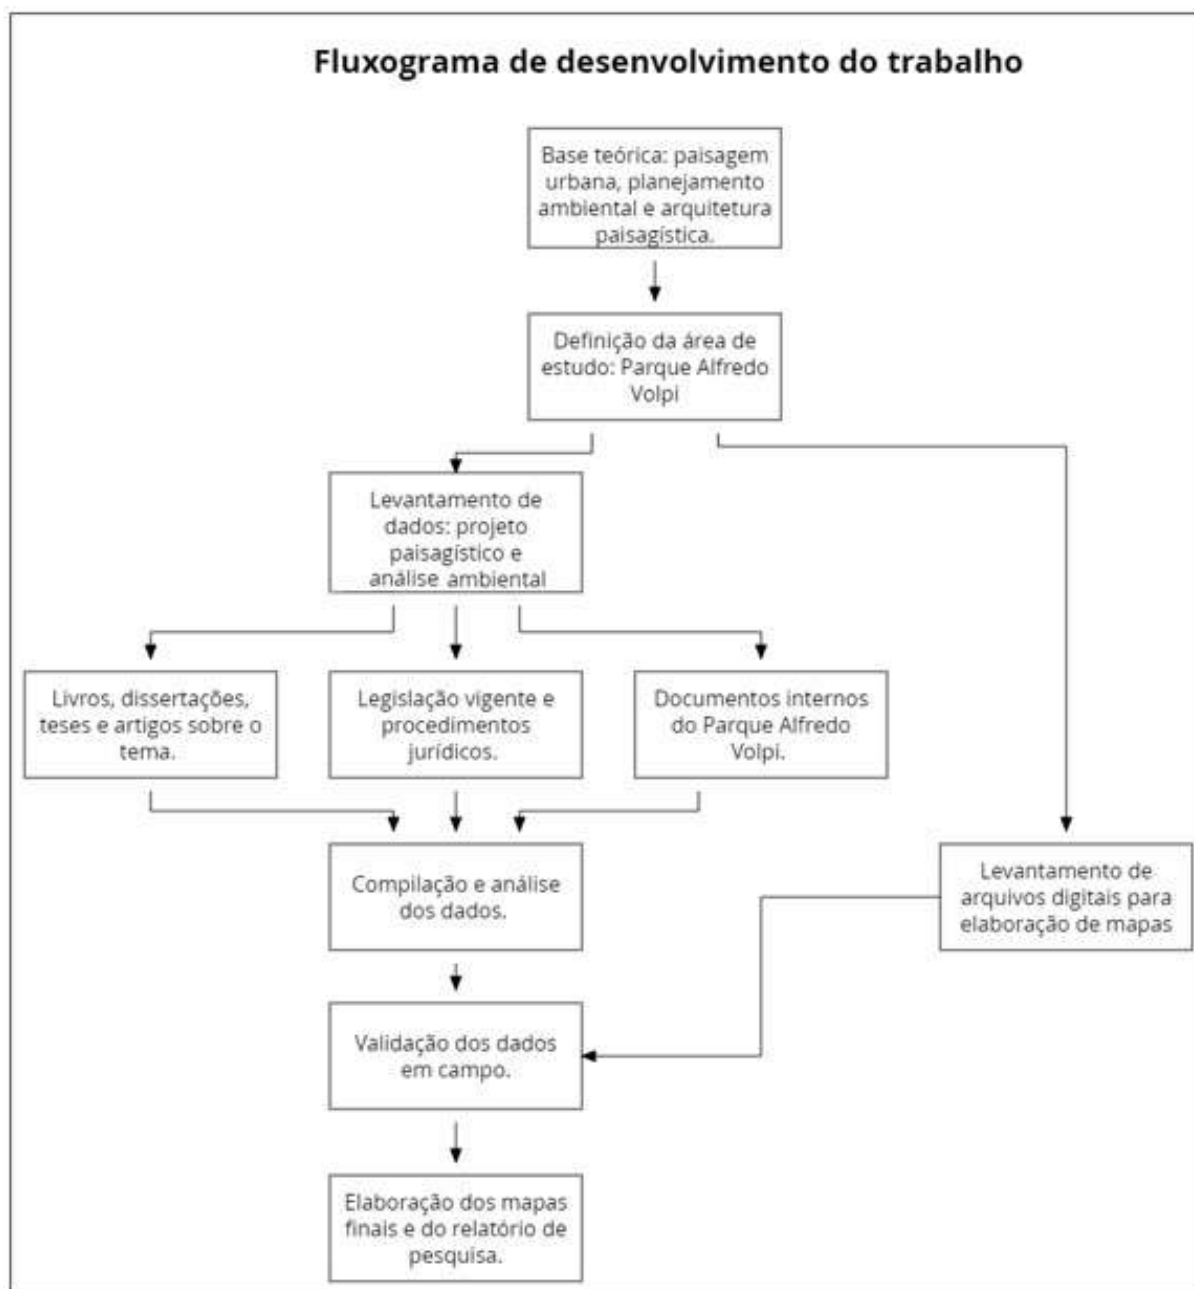 Fluxograma de desenvolvimento do trabalho
Base teórica: paisagem
urbana, planejamento
ambiental e arquitetura
paisagística.
Definição da área de
estudo: Parque Alfredo
Volpi
Levantamento de
dados: projeto
paisagístico e
análise ambiental
Livros, dissertações,
teses e artigos sobre o
tema.
Legislação vigente e
procedimentos
jurídicos.
Documentos internos
do Parque Alfredo
Volpi.
Compilação e análise
dos dados.
Levantamento de
arquivos digitais para
elaboração de mapas
Validação dos dados
em campo.
Elaboração dos mapas
finais e do relatório de
pesquisa.